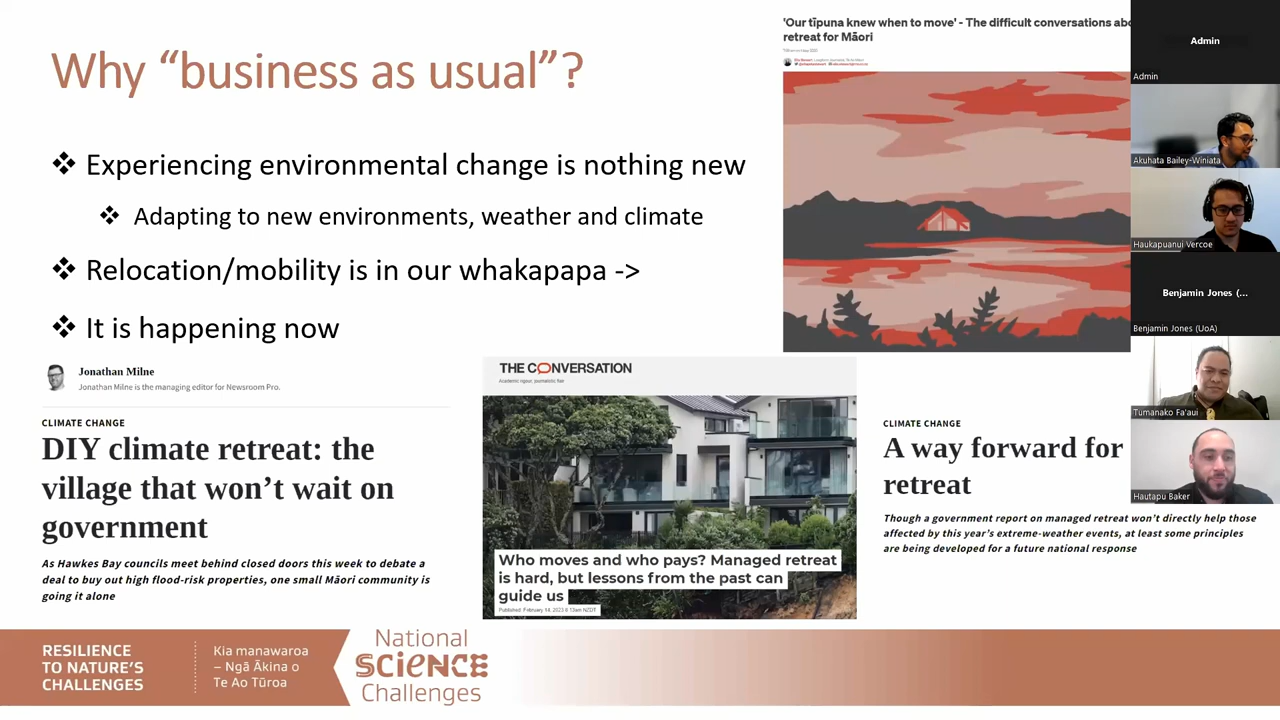 Why “business as usual”?
❖ Experiencing environmental change is nothing new
❖ Adapting to new environments, weather and climate
❖ Relocation/mobility is in our whakapapa ->
❖ It is happening now
'Our tīpuna knew when to move' - The difficult conversations abo
retreat for Māori
Jonathan Milne
Jonathan Milne is the managing editor for Newsroom Pro.
CLIMATE CHANGE
DIY climate retreat: the
village that won’t wait on
government
As Hawkes Bay councils meet behind closed doors this week to debate a
deal to buy out high flood-risk properties, one small Māori community is
going it alone
THE CONVERSATION
Academic rigour, journalistic flair
Who moves and who pays? Managed retreat
is hard, but lessons from the past can
guide us
Published: February 14, 2023 6.13am NZDT
CLIMATE CHANGE
A way forward for
retreat
Though a government report on managed retreat won’t directly help those
affected by this year’s extreme-weather events, at least some principles
are being developed for a future national response
RESILIENCE
TO NATURE’S
CHALLENGES
Kia manawaroa
– Ngā Ākina o
Te Ao Tūroa
National
SCIENCE
Challenges
Admin
Admin
Akuhata Bailey-Winiata
Haukapuanui Vercoe
Benjamin Jones (...
Benjamin Jones (UoA)
Tumanako Fa'aui
Hautapu Baker